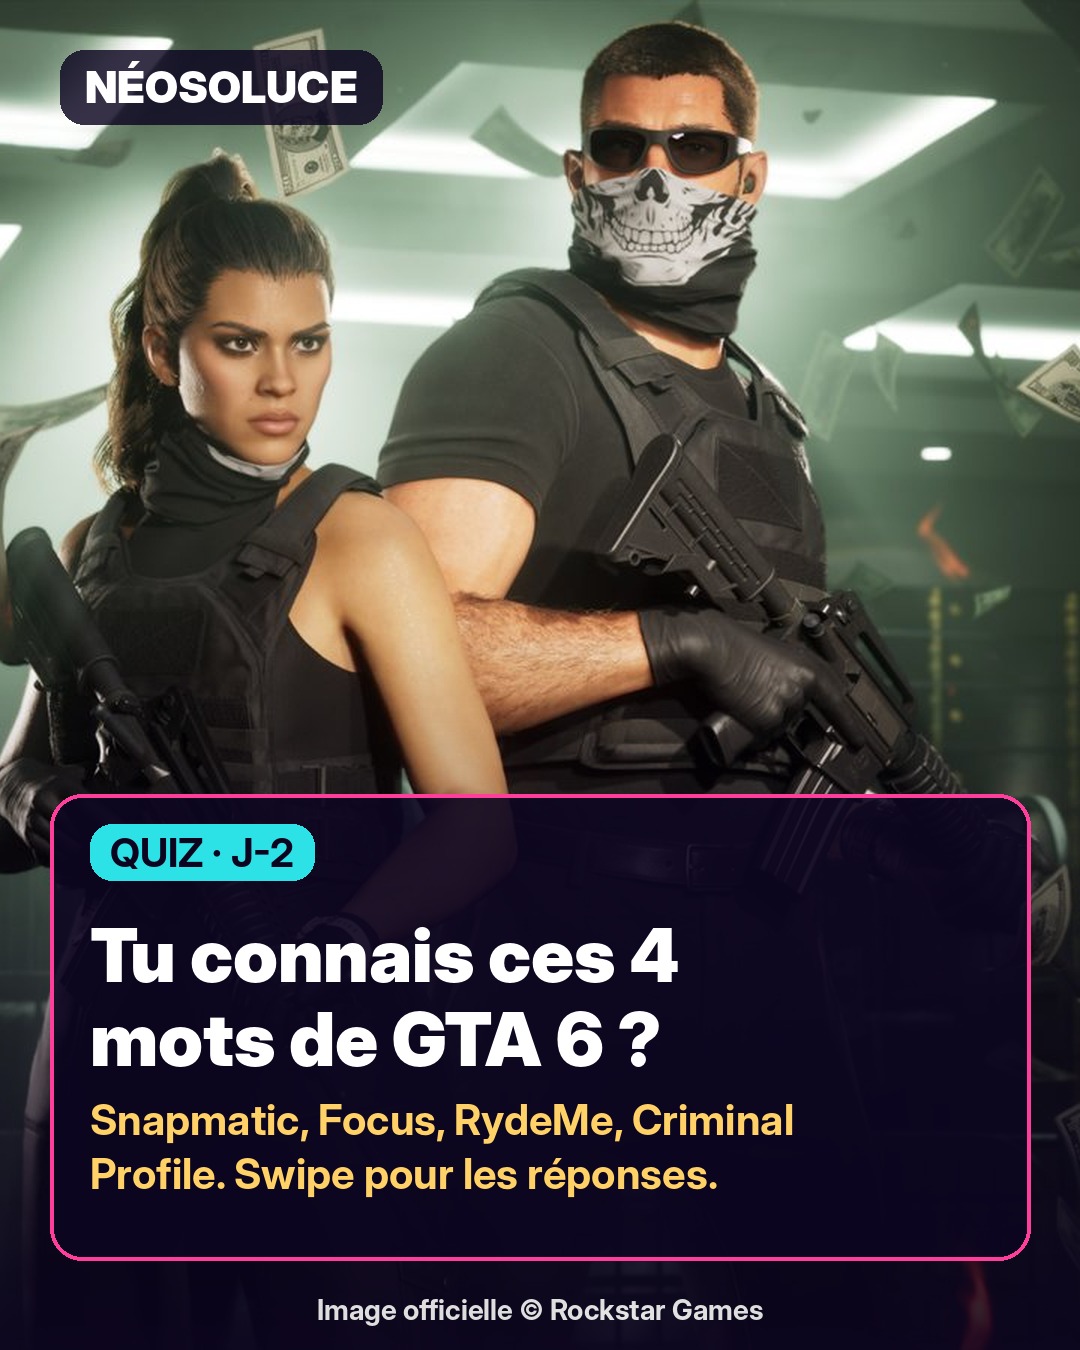 NÉOSOLUCE
QUIZ · J-2
Tu connais ces 4
mots de GTA 6 ?
Snapmatic, Focus, RydeMe, Criminal
Profile. Swipe pour les réponses.
Image officielle © Rockstar Games